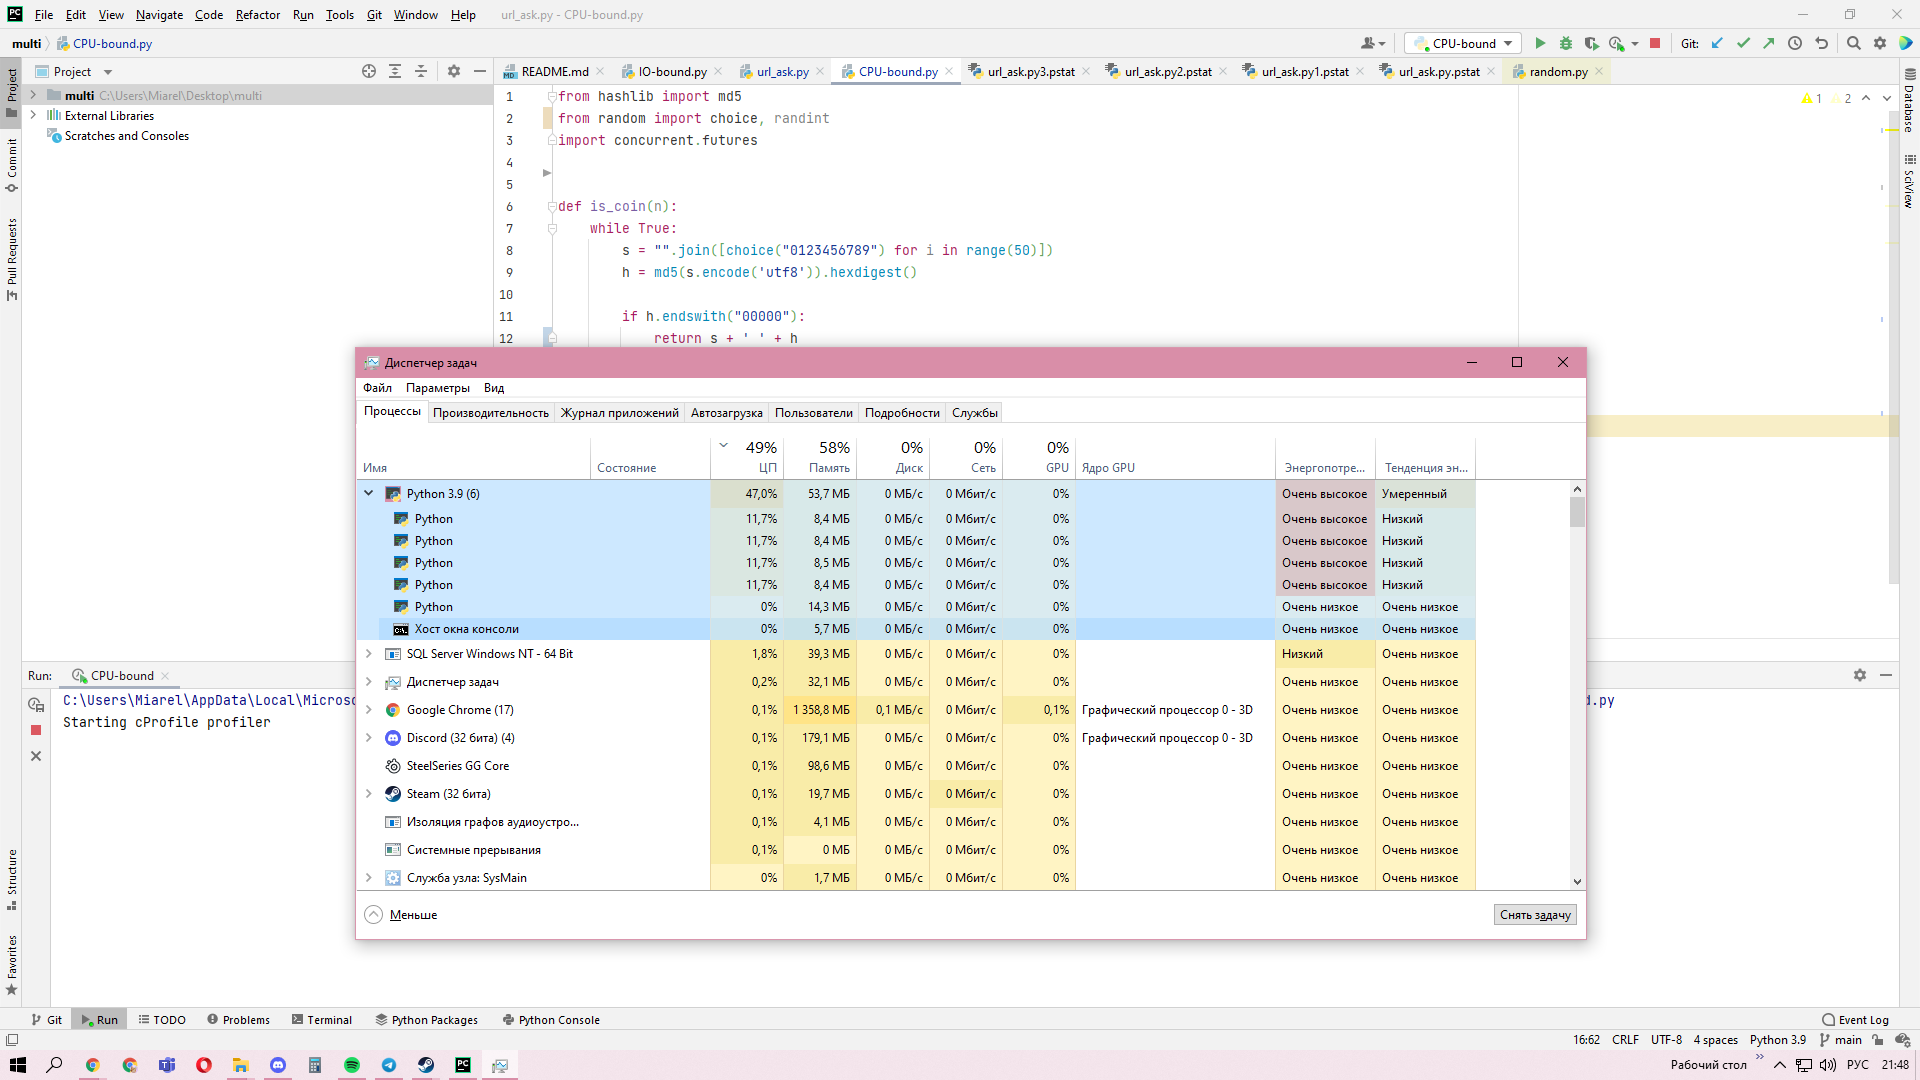 File Edit View Navigate Code Refactor Run Tools Git Window Help url_ask.py - CPU-bound.py
multi CPU-bound.py CPU-bound Git:
Project README.md IO-bound.py url_ask.py CPU-bound.py url_ask.py3.pstat url_ask.py2.pstat url_ask.py1.pstat url_ask.py.pstat random.py
multi C:\Users\Miarel\Desktop\multi
External Libraries
Scratches and Consoles
Project
Commit
Pull Requests
Structure
Favorites
Database
SciView
1 2
1 from hashlib import md5
2 from random import choice, randint
3 import concurrent.futures
4
5
6 def is_coin(n):
7 while True:
8 s = "".join([choice("0123456789") for i in range(50)])
9 h = md5(s.encode('utf8')).hexdigest()
10
11 if h.endswith("00000"):
12 return s + ' ' + h
Диспетчер задач
Файл Параметры Вид
Процессы Производительность Журнал приложений Автозагрузка Пользователи Подробности Службы
49% 58% 0% 0% 0%
Имя Состояние ЦП Память Диск Сеть GPU Ядро GPU Энергопотре... Тенденция эн...
Python 3.9 (6) 47,0% 53,7 МБ 0 МБ/с 0 Мбит/с 0% Очень высокое Умеренный
Python 11,7% 8,4 МБ 0 МБ/с 0 Мбит/с 0% Очень высокое Низкий
Python 11,7% 8,4 МБ 0 МБ/с 0 Мбит/с 0% Очень высокое Низкий
Python 11,7% 8,5 МБ 0 МБ/с 0 Мбит/с 0% Очень высокое Низкий
Python 11,7% 8,4 МБ 0 МБ/с 0 Мбит/с 0% Очень высокое Низкий
Python 0% 14,3 МБ 0 МБ/с 0 Мбит/с 0% Очень низкое Очень низкое
Хост окна консоли 0% 5,7 МБ 0 МБ/с 0 Мбит/с 0% Очень низкое Очень низкое
SQL Server Windows NT - 64 Bit 1,8% 39,3 МБ 0 МБ/с 0 Мбит/с 0% Низкий Очень низкое
Диспетчер задач 0,2% 32,1 МБ 0 МБ/с 0 Мбит/с 0% Очень низкое Очень низкое
Google Chrome (17) 0,1% 1 358,8 МБ 0,1 МБ/с 0 Мбит/с 0,1% Графический процессор 0 - 3D Очень низкое Очень низкое
Discord (32 бита) (4) 0,1% 179,1 МБ 0 МБ/с 0 Мбит/с 0% Графический процессор 0 - 3D Очень низкое Очень низкое
SteelSeries GG Core 0,1% 98,6 МБ 0 МБ/с 0 Мбит/с 0% Очень низкое Очень низкое
Steam (32 бита) 0,1% 19,7 МБ 0 МБ/с 0 Мбит/с 0% Очень низкое Очень низкое
Изоляция графов аудиоустро... 0,1% 4,1 МБ 0 МБ/с 0 Мбит/с 0% Очень низкое Очень низкое
Системные прерывания 0,1% 0 МБ 0 МБ/с 0 Мбит/с 0% Очень низкое Очень низкое
Служба узла: SysMain 0% 1,7 МБ 0 МБ/с 0 Мбит/с 0% Очень низкое Очень низкое
Меньше Снять задачу
Run: CPU-bound
C:\Users\Miarel\AppData\Local\Micros d.py
Starting cProfile profiler
Git Run TODO Problems Terminal Python Packages Python Console Event Log
16:62 CRLF UTF-8 4 spaces Python 3.9 main
Рабочий стол РУС 21:48